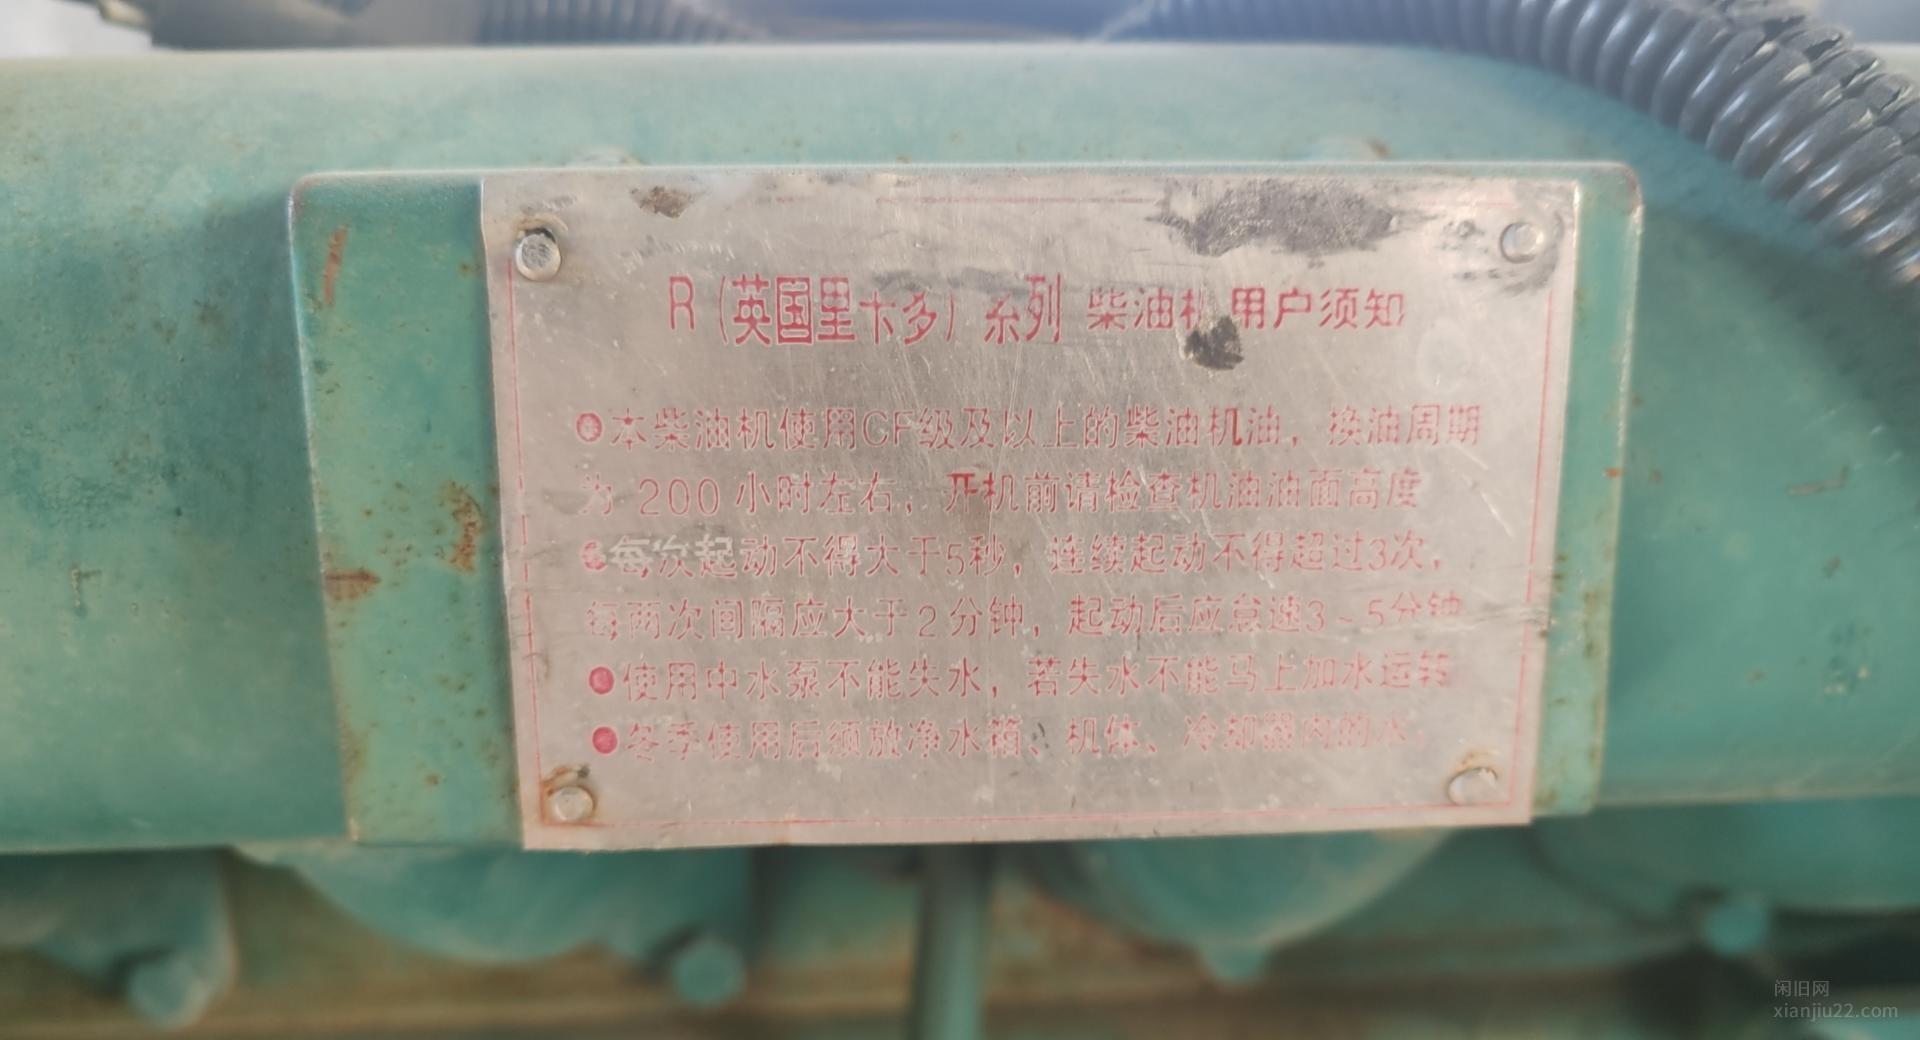 R(英国里卡多)系列 柴油机用户须知
●本柴油机使用CF级及以上的柴油机油，换油周期
为 200 小时左右，开机前请检查机油油面高度
●每次起动不得大于5秒，连续起动不得超过3次，
每两次间隔应大于2分钟，起动后应怠速3~5分钟
●使用中水泵不能失水，若失水不能马上加水运转
●冬季使用后须放净水箱、机体、冷却器内的水。
闲旧网
xianjiu22.com